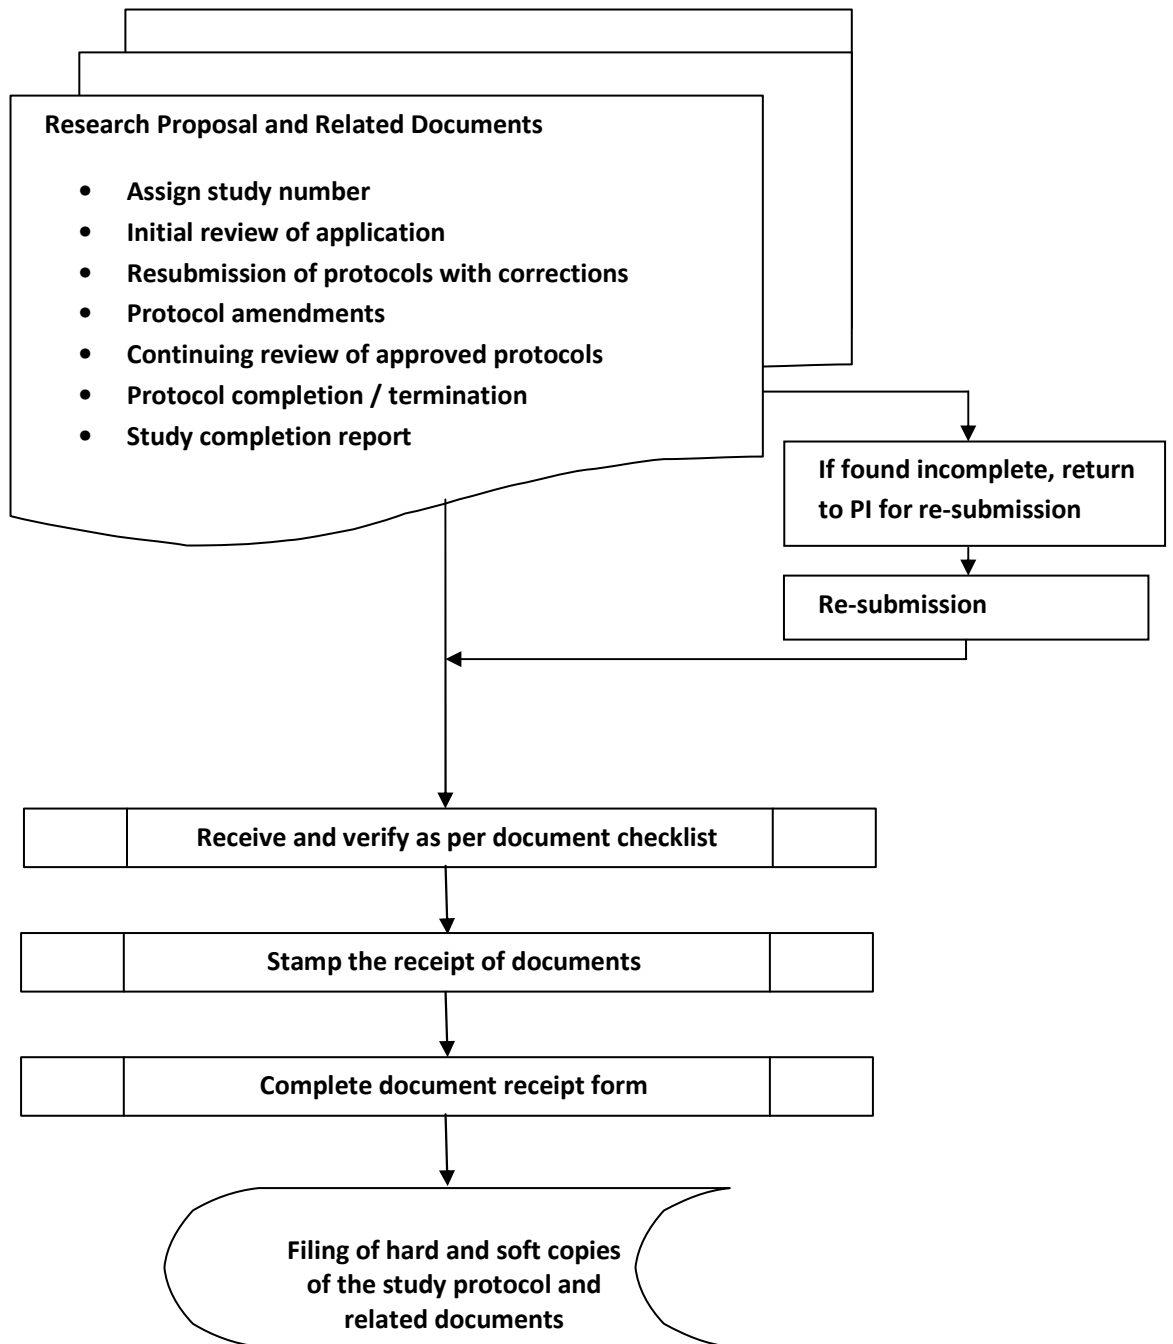 Research Proposal and Related Documents
• Assign study number
• Initial review of application
• Resubmission of protocols with corrections
• Protocol amendments
• Continuing review of approved protocols
• Protocol completion / termination
• Study completion report
If found incomplete, return
to PI for re-submission
Re-submission
Receive and verify as per document checklist
Stamp the receipt of documents
Complete document receipt form
Filing of hard and soft copies
of the study protocol and
related documents